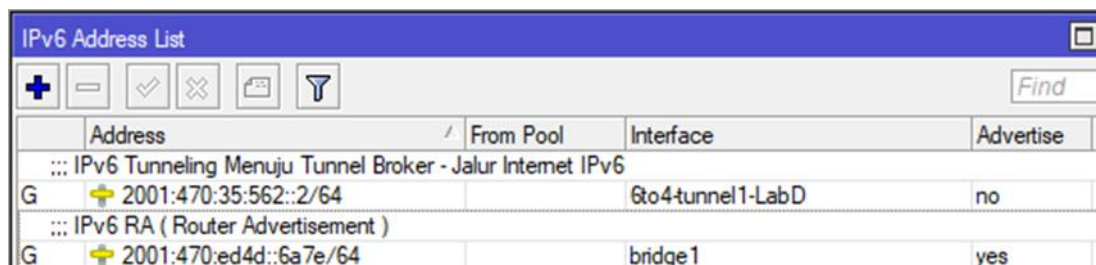 IPv6 Address List
Find
Address From Pool Interface Advertise
;;; IPv6 Tunneling Menuju Tunnel Broker - Jalur Internet IPv6
G 2001:470:35:562::2/64 6to4-tunnel1-LabD no
;;; IPv6 RA ( Router Advertisement )
G 2001:470:ed4d::6a7e/64 bridge1 yes